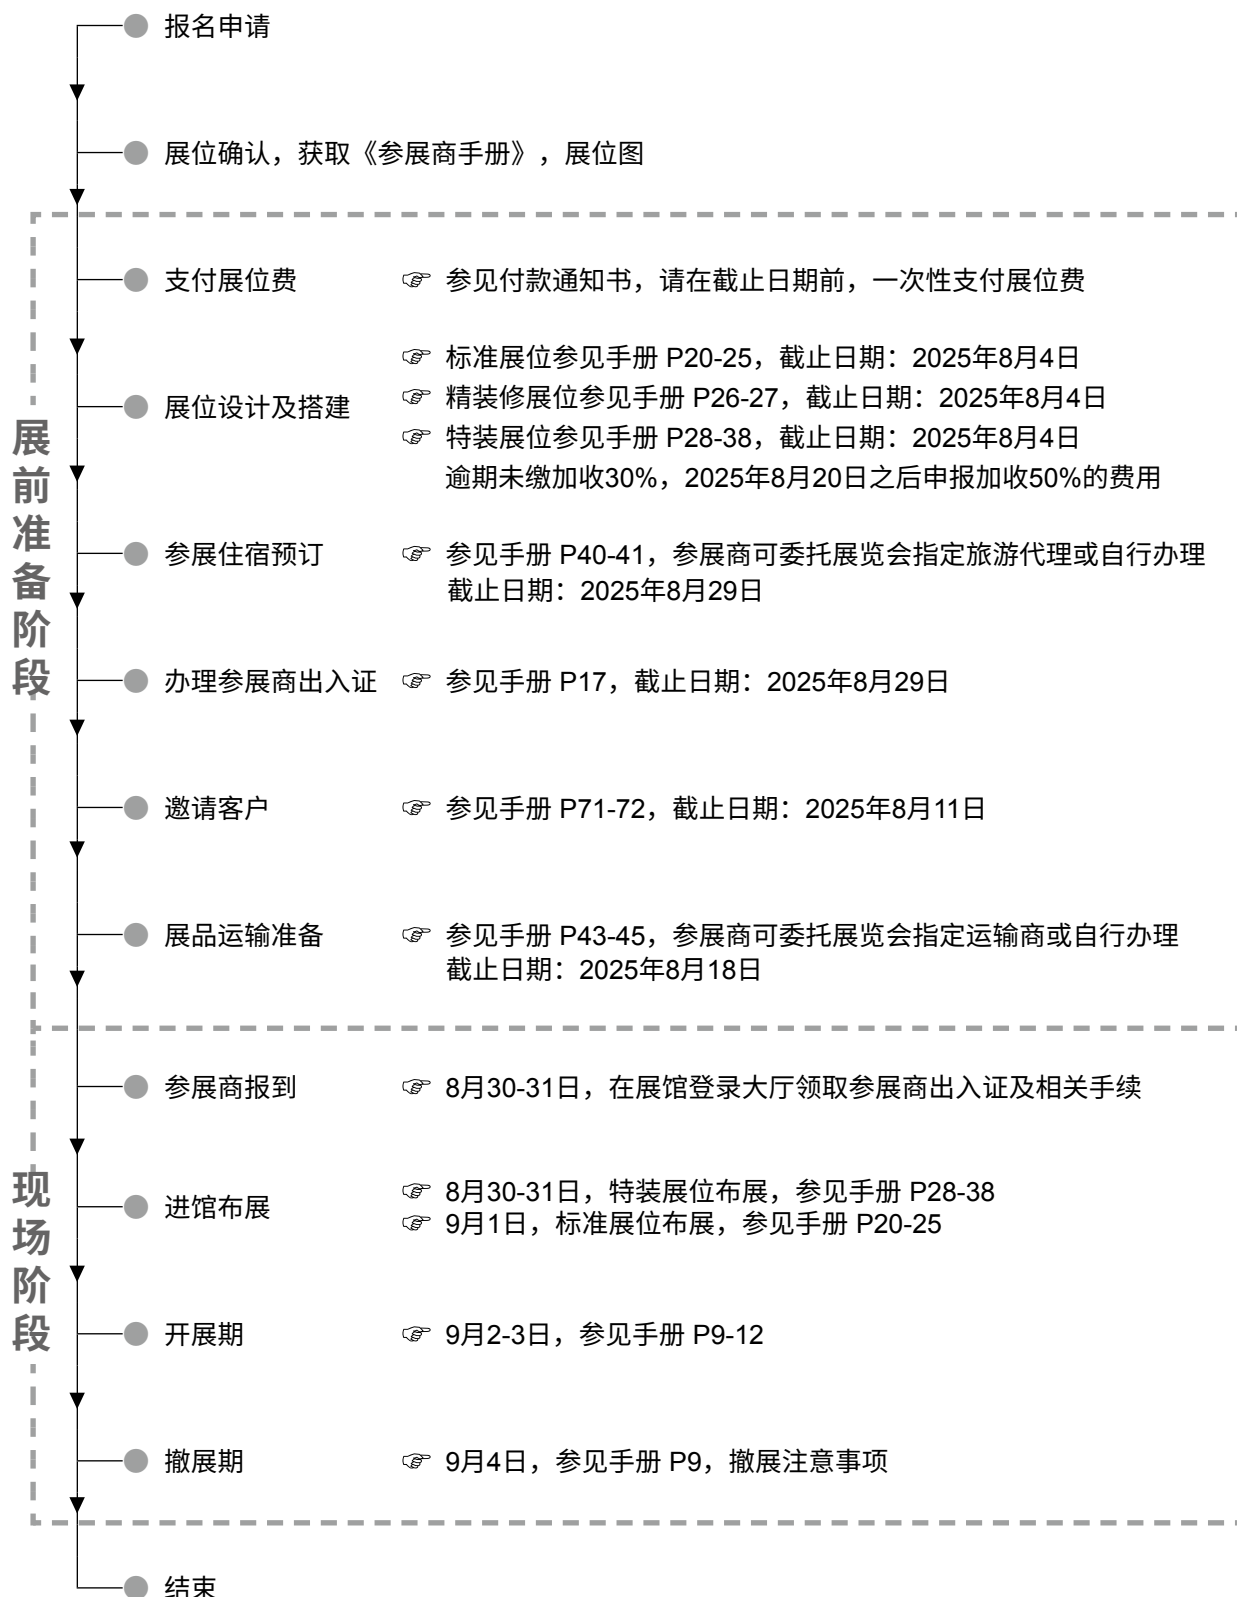 报名申请
展位确认，获取《参展商手册》，展位图
支付展位费 ☞ 参见付款通知书，请在截止日期前，一次性支付展位费
展位设计及搭建
☞ 标准展位参见手册 P20-25，截止日期：2025年8月4日
☞ 精装修展位参见手册 P26-27，截止日期：2025年8月4日
☞ 特装展位参见手册 P28-38，截止日期：2025年8月4日
逾期未缴加收30%，2025年8月20日之后申报加收50%的费用
展前准备阶段
参展住宿预订 ☞ 参见手册 P40-41，参展商可委托展览会指定旅游代理或自行办理
截止日期：2025年8月29日
办理参展商出入证 ☞ 参见手册 P17，截止日期：2025年8月29日
邀请客户 ☞ 参见手册 P71-72，截止日期：2025年8月11日
展品运输准备 ☞ 参见手册 P43-45，参展商可委托展览会指定运输商或自行办理
截止日期：2025年8月18日
参展商报到 ☞ 8月30-31日，在展馆登录大厅领取参展商出入证及相关手续
现场阶段
进馆布展
☞ 8月30-31日，特装展位布展，参见手册 P28-38
☞ 9月1日，标准展位布展，参见手册 P20-25
开展期 ☞ 9月2-3日，参见手册 P9-12
撤展期 ☞ 9月4日，参见手册 P9，撤展注意事项
结束